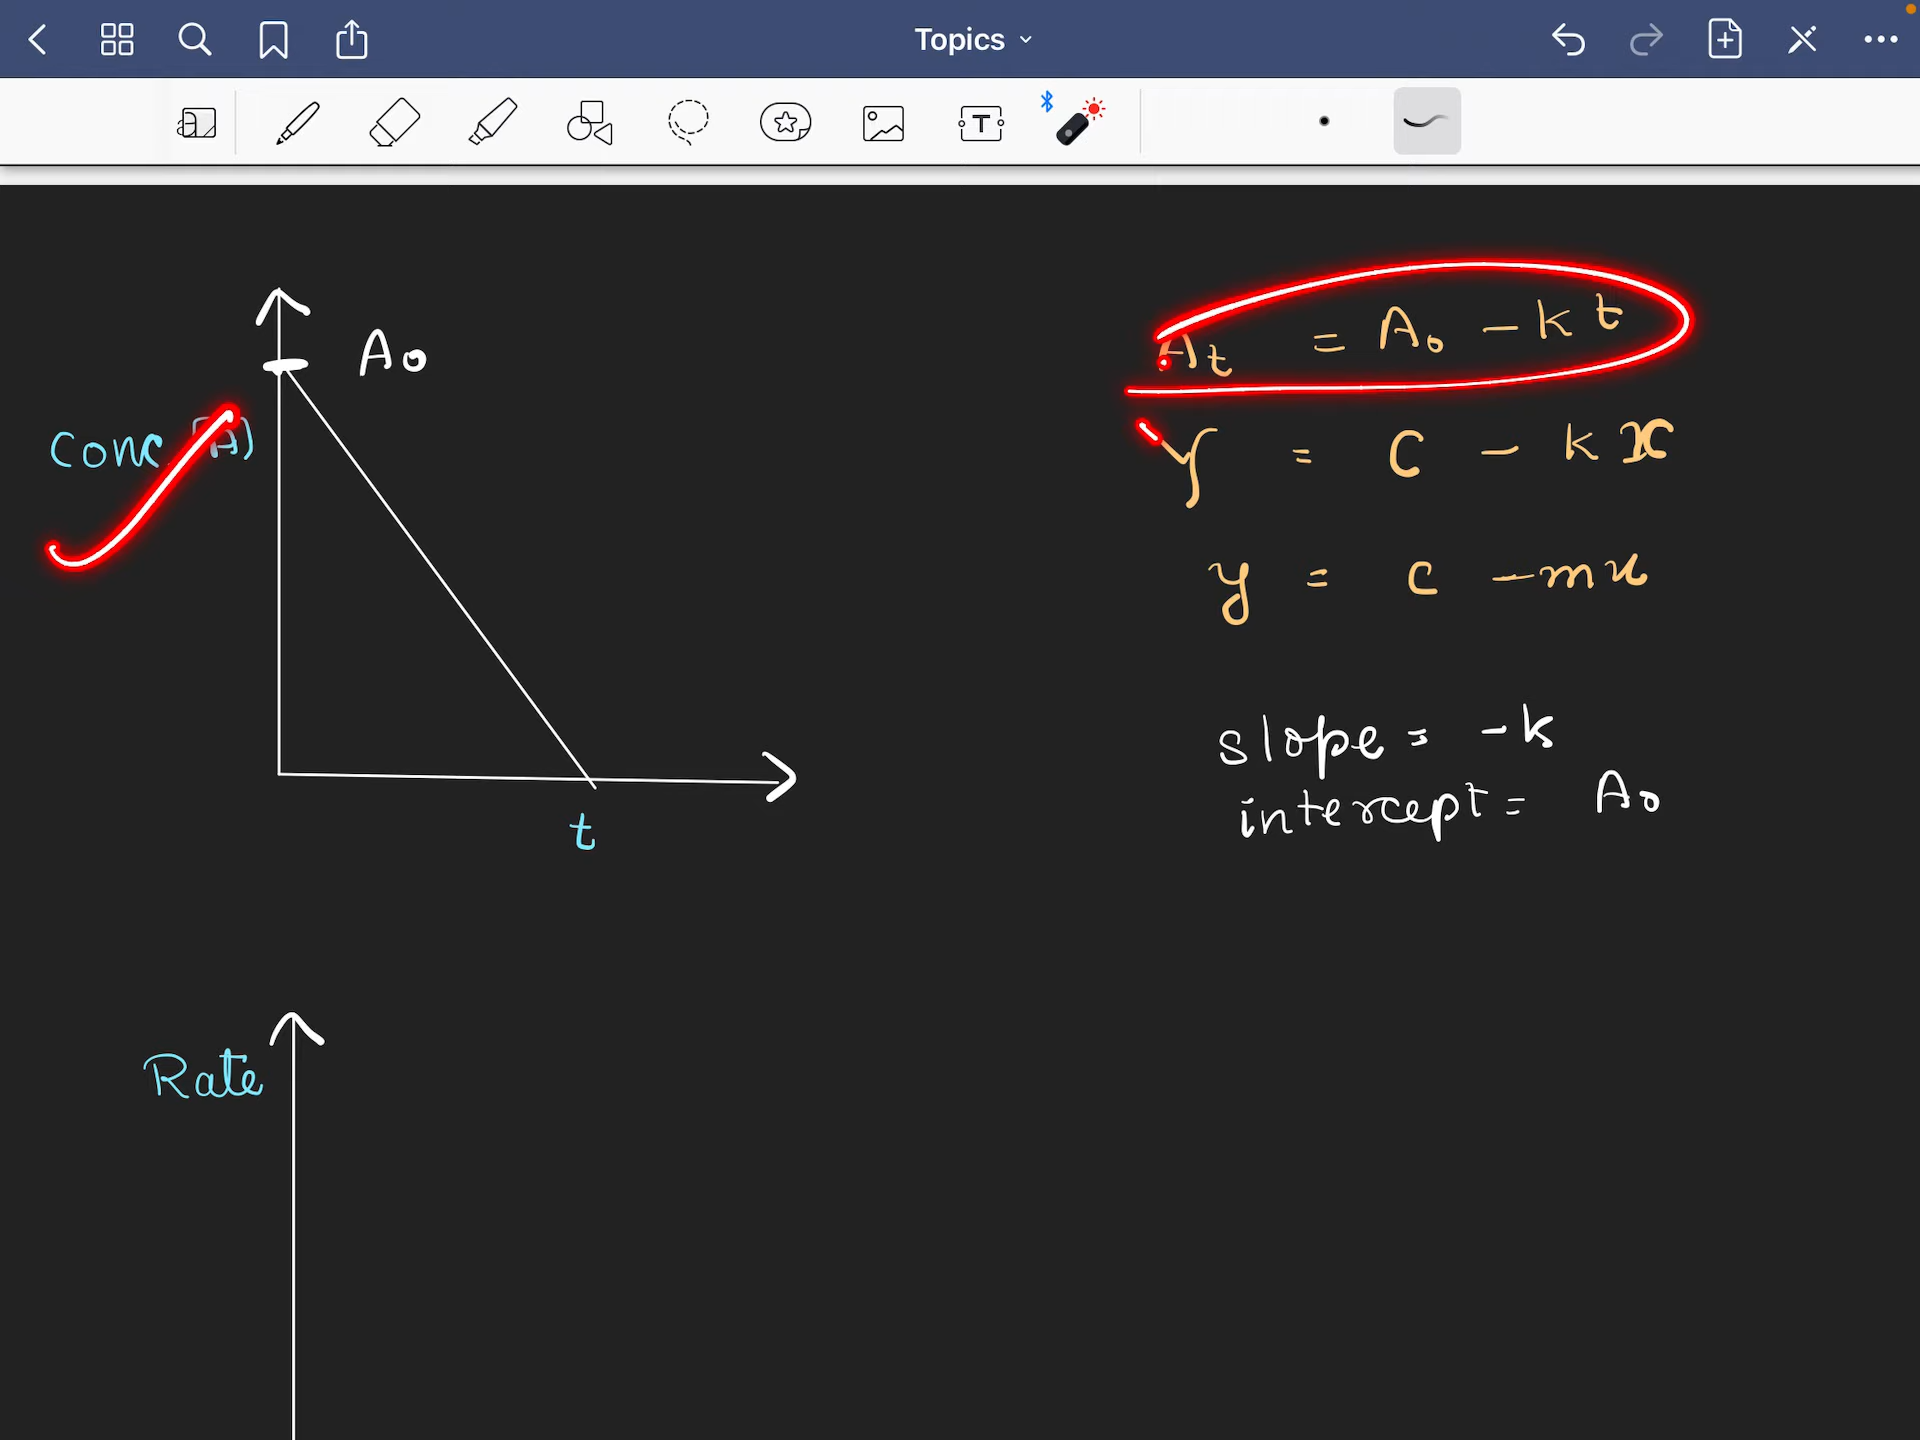 Topics
T
A₀
Conc [A)
t
Aₜ = A₀ - kt
Y = C - kx
y = c - mx
slope = -k
intercept = A₀
Rate